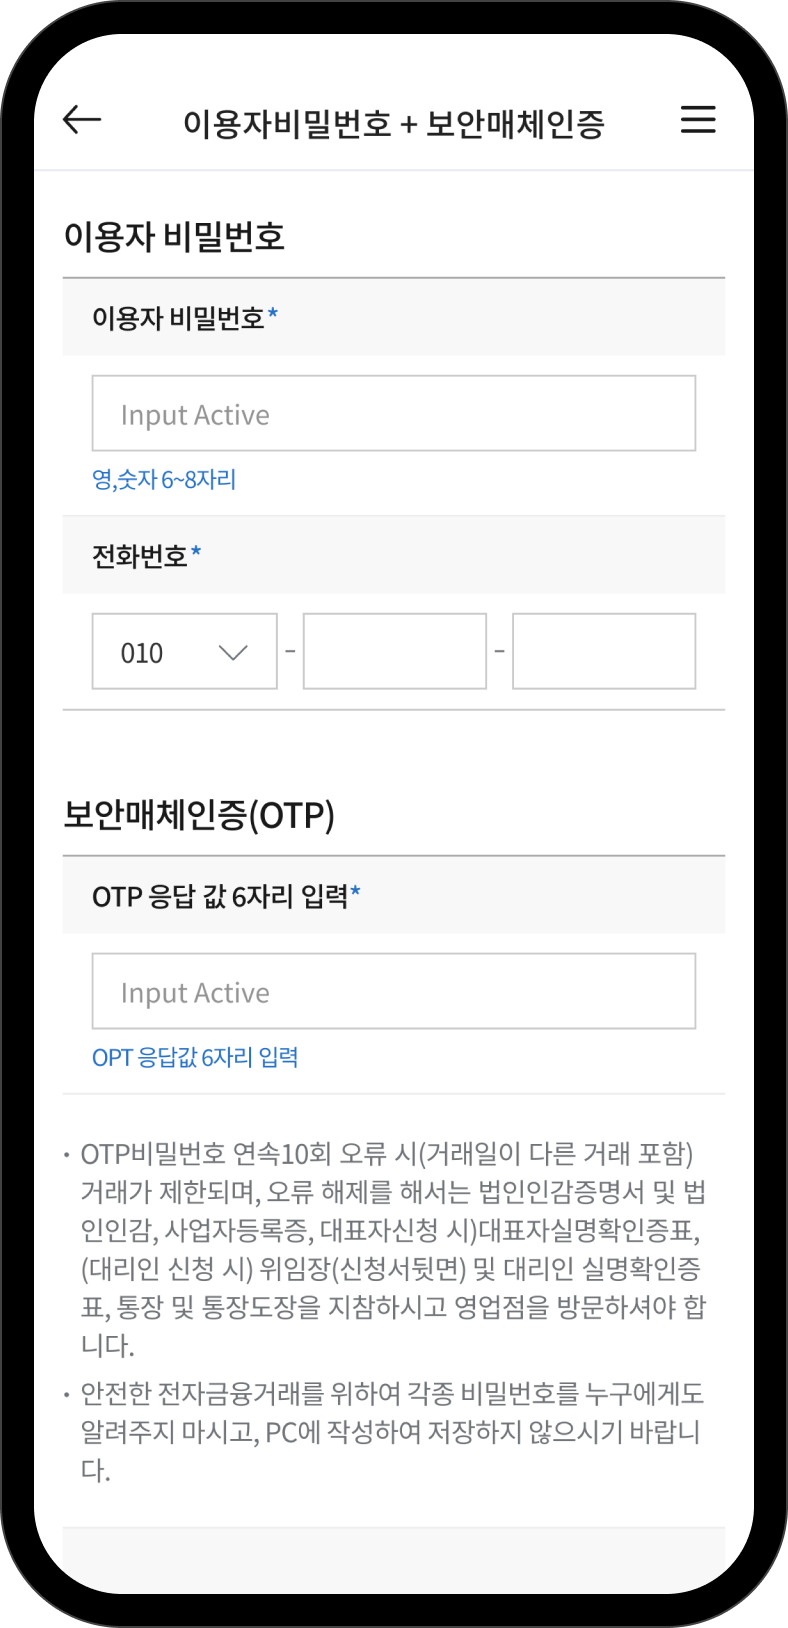 이용자비밀번호 + 보안매체인증
이용자 비밀번호
이용자 비밀번호*
Input Active
영,숫자 6~8자리
전화번호*
010 - -
보안매체인증(OTP)
OTP 응답 값 6자리 입력*
Input Active
OPT 응답값 6자리 입력
· OTP비밀번호 연속10회 오류 시(거래일이 다른 거래 포함)
거래가 제한되며, 오류 해제를 해서는 법인인감증명서 및 법
인인감, 사업자등록증, 대표자신청 시)대표자실명확인증표,
(대리인 신청 시) 위임장(신청서뒷면) 및 대리인 실명확인증
표, 통장 및 통장도장을 지참하시고 영업점을 방문하셔야 합
니다.
· 안전한 전자금융거래를 위하여 각종 비밀번호를 누구에게도
알려주지 마시고, PC에 작성하여 저장하지 않으시기 바랍니
다.